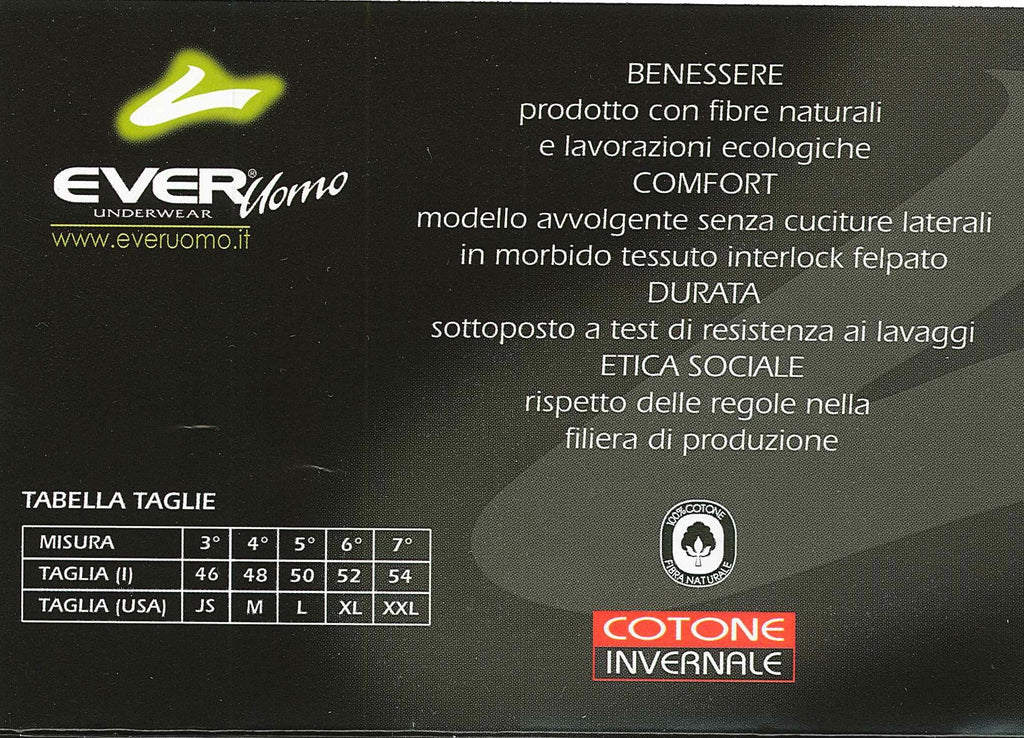 EVER® Uomo
UNDERWEAR
www.everuomo.it
BENESSERE
prodotto con fibre naturali
e lavorazioni ecologiche
COMFORT
modello avvolgente senza cuciture laterali
in morbido tessuto interlock felpato
DURATA
sottoposto a test di resistenza ai lavaggi
ETICA SOCIALE
rispetto delle regole nella
filiera di produzione
TABELLA TAGLIE
MISURA 3° 4° 5° 6° 7°
TAGLIA (I) 46 48 50 52 54
TAGLIA (USA) JS M L XL XXL
100% COTONE
FIBRA NATURALE
COTONE
INVERNALE